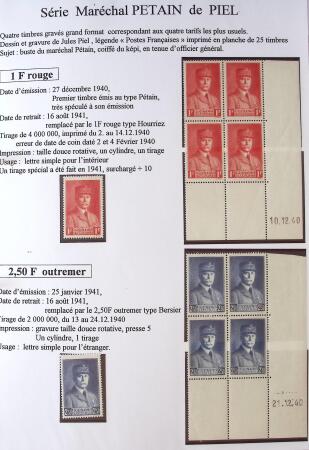 Série Maréchal PETAIN de PIEL
Quatre timbres gravés grand format correspondant aux quatre tarifs les plus usuels.
Dessin et gravure de Jules Piel, légende « Postes Françaises » imprimé en planche de 25 timbres
Sujet : buste du maréchal Pétain, coiffé du képi, en tenue d'officier général.
1 F rouge
Date d'émission : 27 décembre 1940,
Premier timbre émis au type Pétain,
très spéculé à son émission
Date de retrait : 16 août 1941,
remplacé par le 1F rouge type Hourriez
Tirage de 4 000 000, imprimé du 2. au 14.12.1940
erreur de date de coin daté 2 et 4 Février 1940
Impression : taille douce rotative, un cylindre, un tirage
Usage : lettre simple pour l'intérieur
Un tirage spécial a été fait en 1941, surchargé + 10
10.12.40
2,50 F outremer
Date d'émission : 25 janvier 1941,
Date de retrait : 16 août 1941,
remplacé par le 2,50F outremer type Bersier
Tirage de 2 000 000, du 13 au 24.12.1940
Impression : gravure taille douce rotative, presse 5
Un cylindre, 1 tirage
Usage : lettre simple pour l'étranger.
21.12.40